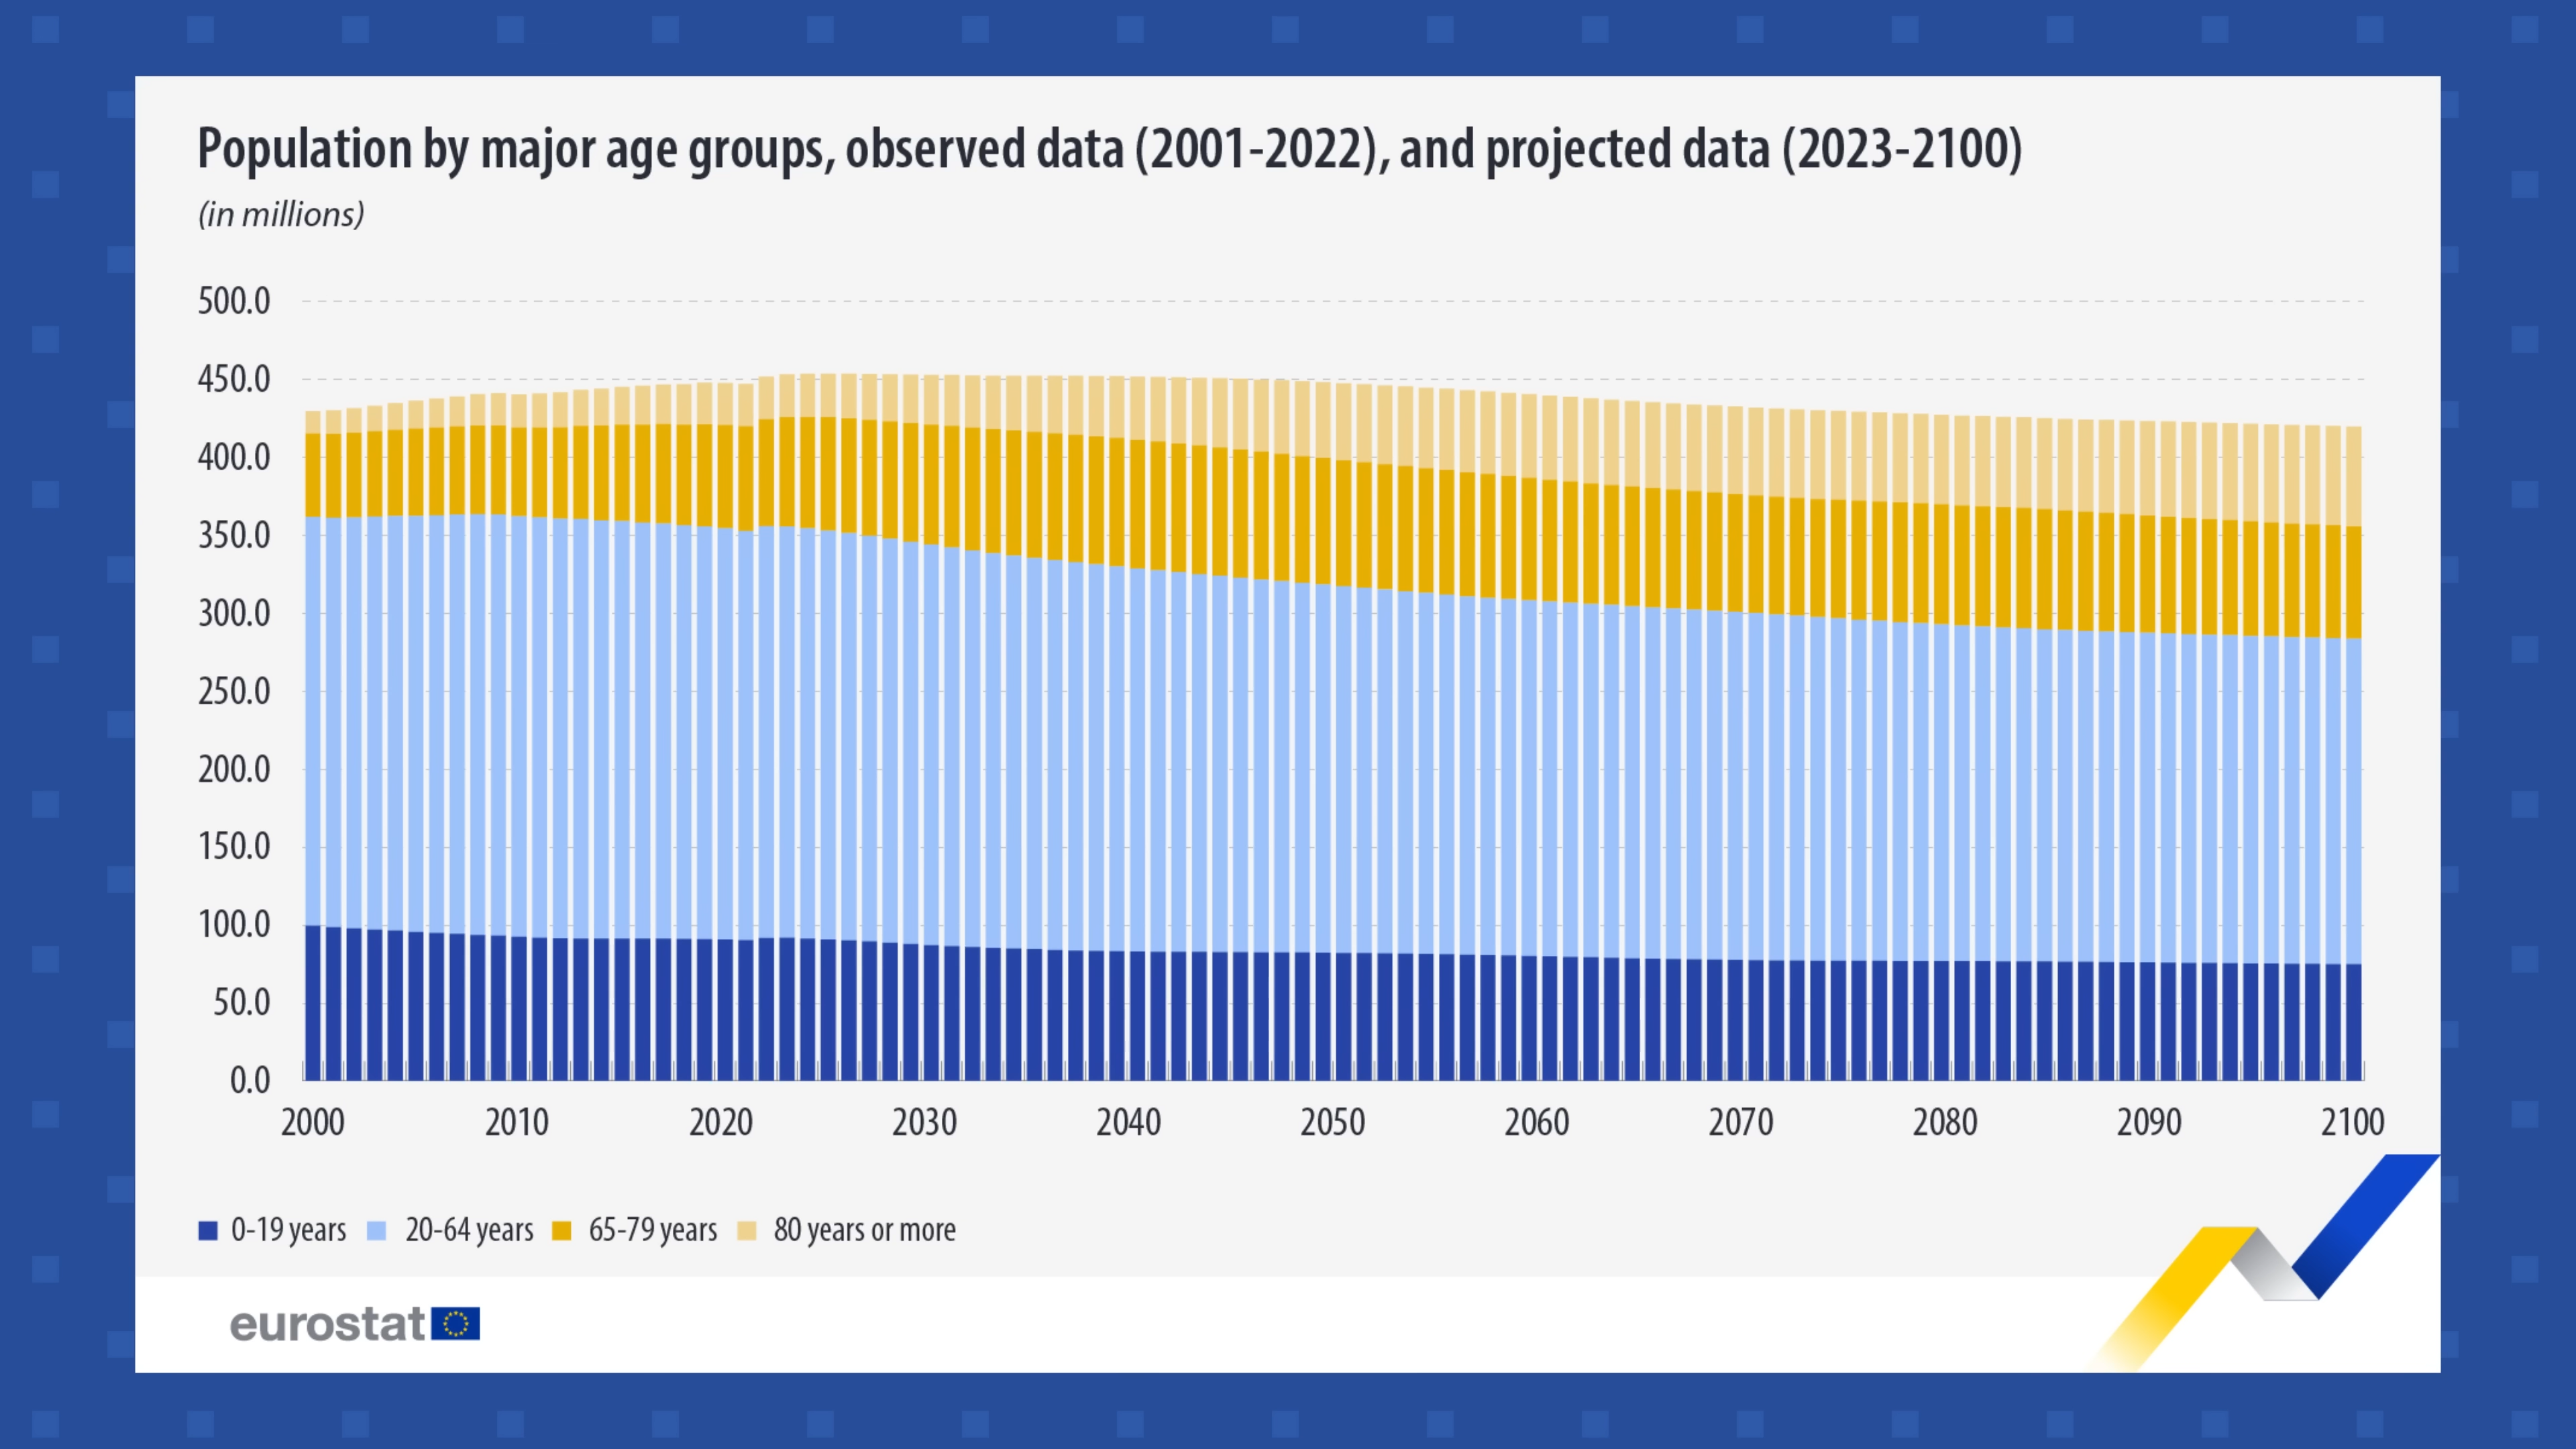 Population by major age groups, observed data (2001-2022), and projected data (2023-2100)
(in millions)
500.0
450.0
400.0
350.0
300.0
250.0
200.0
150.0
100.0
50.0
0.0
2000 2010 2020 2030 2040 2050 2060 2070 2080 2090 2100
0-19 years 20-64 years 65-79 years 80 years or more
eurostat